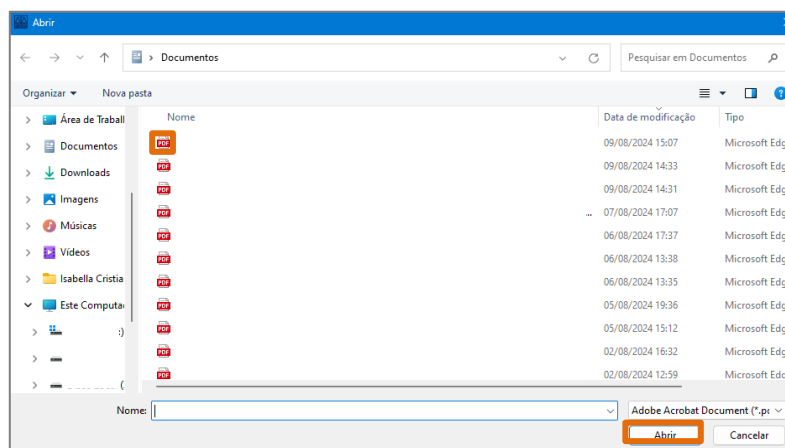 Abrir
Documentos
Pesquisar em Documentos
Organizar Nova pasta
Nome Data de modificação Tipo
Área de Traball
Documentos
Downloads
Imagens
Músicas
Vídeos
Isabella Cristia
Este Computa
:)
(
PDF 09/08/2024 15:07 Microsoft Edg
PDF 09/08/2024 14:33 Microsoft Edg
PDF 09/08/2024 14:31 Microsoft Edg
PDF ... 07/08/2024 17:07 Microsoft Edg
PDF 06/08/2024 17:37 Microsoft Edg
PDF 06/08/2024 13:38 Microsoft Edg
PDF 06/08/2024 13:35 Microsoft Edg
PDF 05/08/2024 19:36 Microsoft Edg
PDF 05/08/2024 15:12 Microsoft Edg
PDF 02/08/2024 16:32 Microsoft Edg
PDF 02/08/2024 12:59 Microsoft Edg
Nome: Adobe Acrobat Document (*.pc
Abrir Cancelar